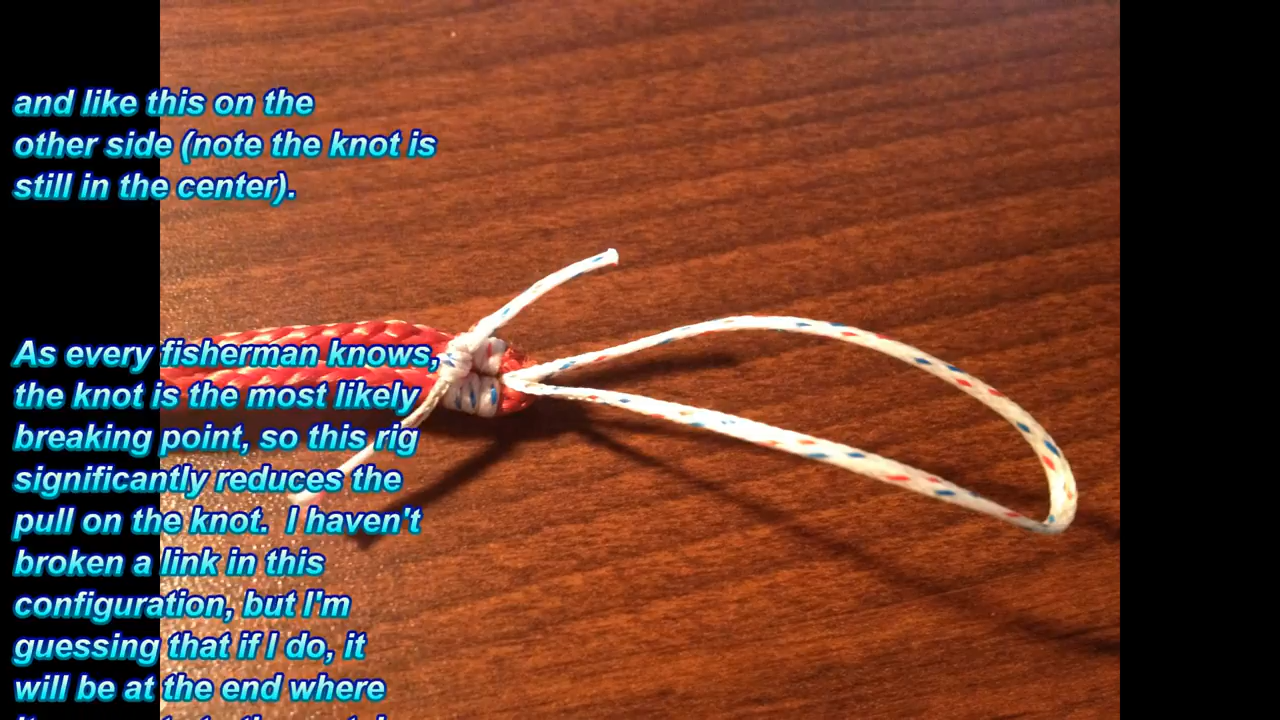 and like this on the
other side (note the knot is
still in the center).
As every fisherman knows,
the knot is the most likely
breaking point, so this rig
significantly reduces the
pull on the knot.  I haven't
broken a link in this
configuration, but I'm
guessing that if I do, it
will be at the end where